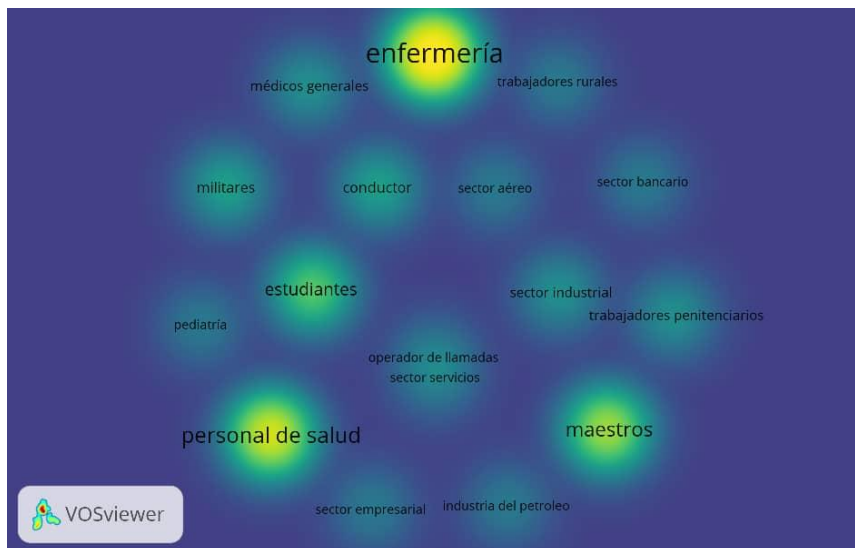 enfermería
médicos generales
trabajadores rurales
militares
conductor
sector aéreo
sector bancario
estudiantes
sector industrial
trabajadores penitenciarios
pediatría
operador de llamadas
sector servicios
personal de salud
maestros
sector empresarial
industria del petroleo
VOSviewer